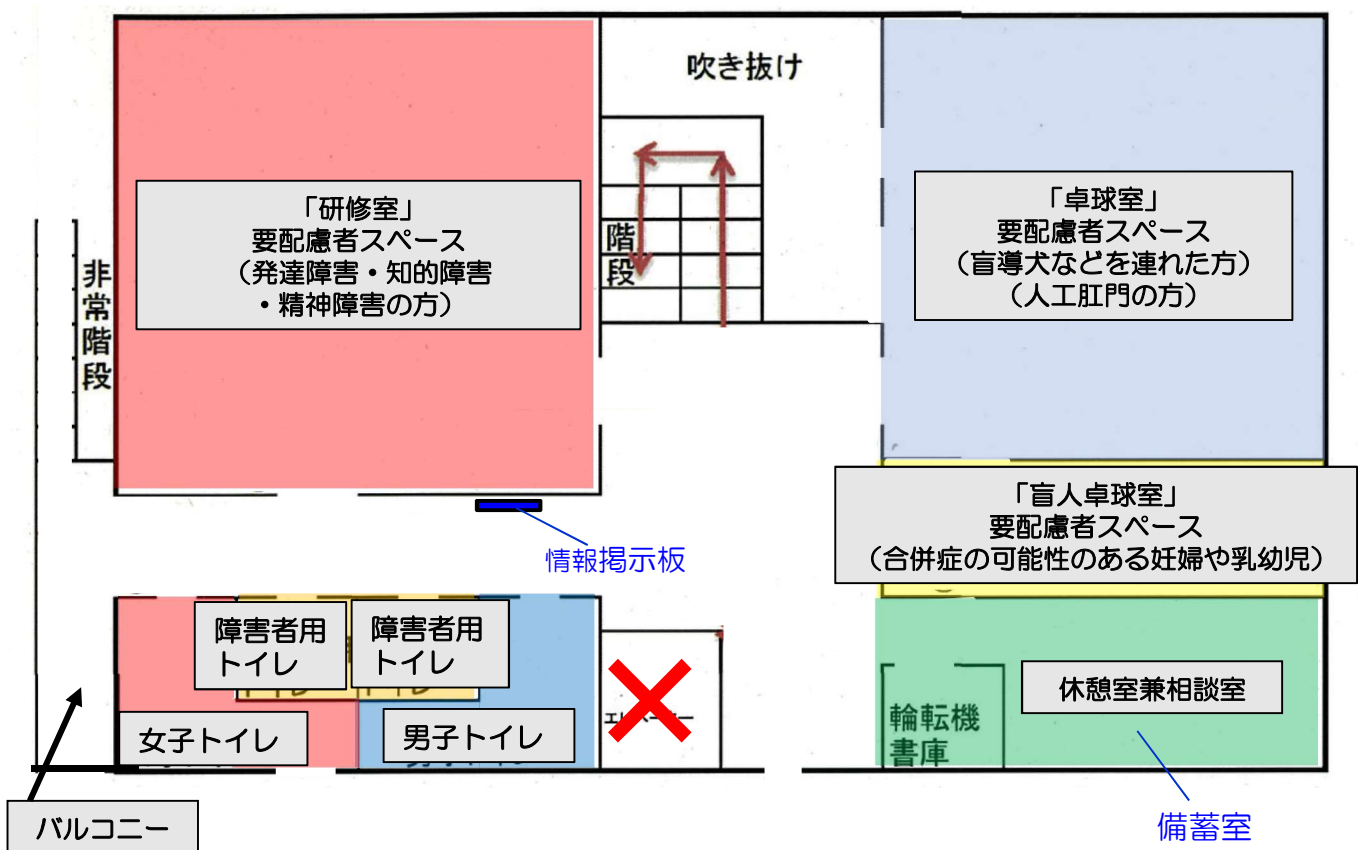 吹き抜け
「研修室」
要配慮者スペース
（発達障害・知的障害
・精神障害の方）
階
段
「卓球室」
要配慮者スペース
（盲導犬などを連れた方）
（人工肛門の方）
非常階段
「盲人卓球室」
要配慮者スペース
（合併症の可能性のある妊婦や乳幼児）
情報掲示板
障害者用
トイレ
障害者用
トイレ
女子トイレ
男子トイレ
休憩室兼相談室
輪転機
書庫
バルコニー
備蓄室